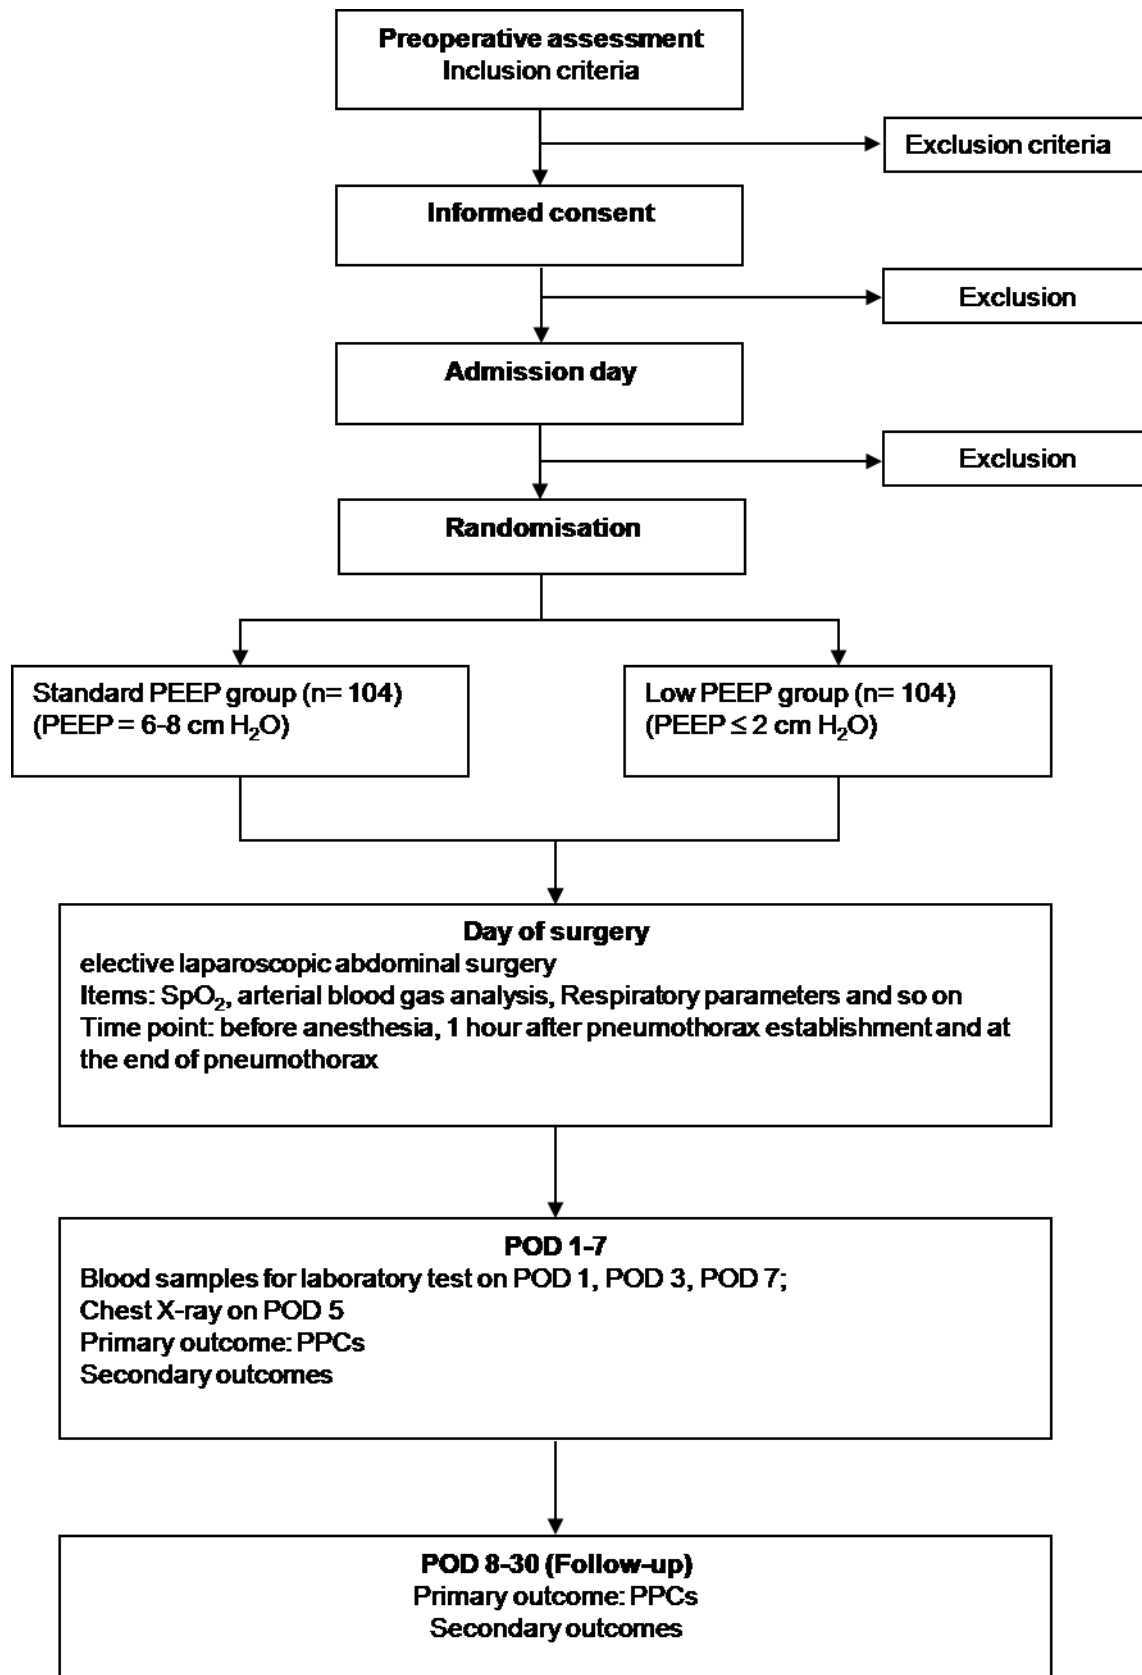 Preoperative assessment
Inclusion criteria
Exclusion criteria
Informed consent
Exclusion
Admission day
Exclusion
Randomisation
Standard PEEP group (n= 104)
(PEEP = 6-8 cm H₂O)
Low PEEP group (n= 104)
(PEEP ≤ 2 cm H₂O)
Day of surgery
elective laparoscopic abdominal surgery
Items: SpO₂, arterial blood gas analysis, Respiratory parameters and so on
Time point: before anesthesia, 1 hour after pneumothorax establishment and at
the end of pneumothorax
POD 1-7
Blood samples for laboratory test on POD 1, POD 3, POD 7;
Chest X-ray on POD 5
Primary outcome: PPCs
Secondary outcomes
POD 8-30 (Follow-up)
Primary outcome: PPCs
Secondary outcomes